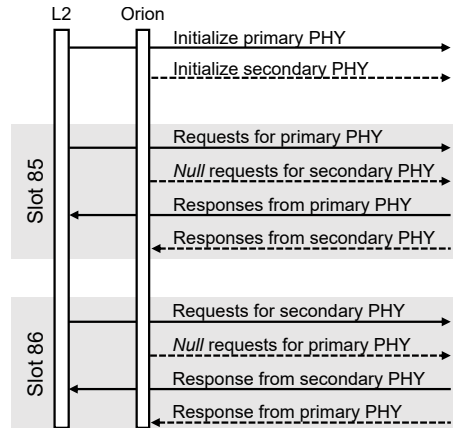 L2 Orion
Initialize primary PHY
Initialize secondary PHY
Slot 85
Requests for primary PHY
Null requests for secondary PHY
Responses from primary PHY
Responses from secondary PHY
Slot 86
Requests for secondary PHY
Null requests for primary PHY
Response from secondary PHY
Response from primary PHY